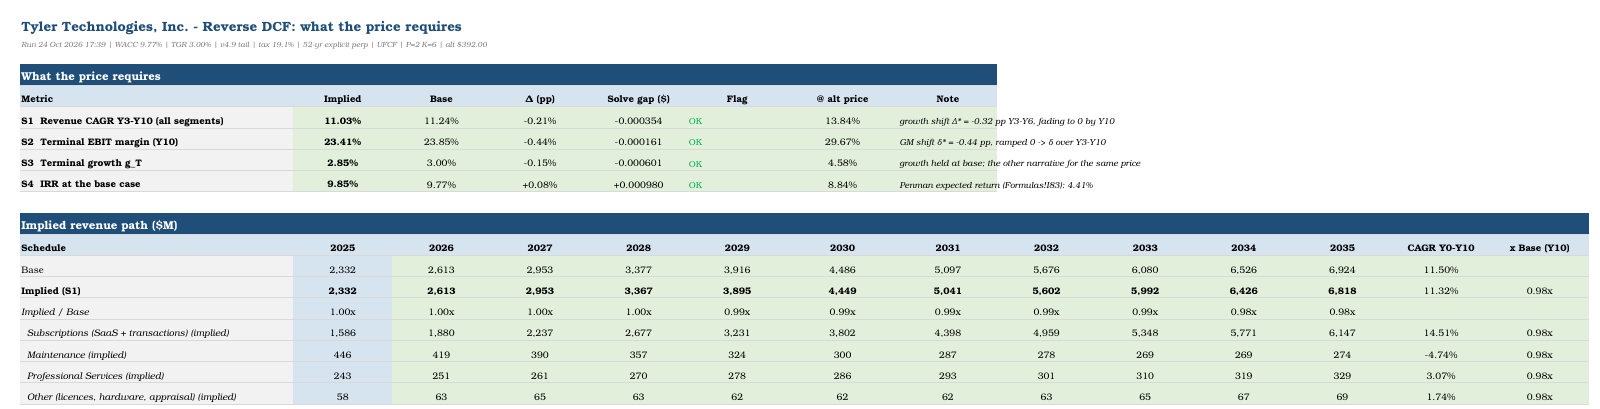 Tyler Technologies, Inc. - Reverse DCF: what the price requires
Run 24 Oct 2026 17:39 | WACC 9.77% | TGR 3.00% | v4.9 tail | tax 19.1% | 52-yr explicit perp | UFCF | P=2 K=6 | alt $392.00
What the price requires
Metric Implied Base Δ (pp) Solve gap ($) Flag @ alt price Note
S1 Revenue CAGR Y3-Y10 (all segments) 11.03% 11.24% -0.21% -0.000354 OK 13.84% growth shift Δ* = -0.32 pp Y3-Y6, fading to 0 by Y10
S2 Terminal EBIT margin (Y10) 23.41% 23.85% -0.44% -0.000161 OK 29.67% GM shift δ* = -0.44 pp, ramped 0 -> δ over Y3-Y10
S3 Terminal growth g_T 2.85% 3.00% -0.15% -0.000601 OK 4.58% growth held at base; the other narrative for the same price
S4 IRR at the base case 9.85% 9.77% +0.08% +0.000980 OK 8.84% Penman expected return (Formulas!I83): 4.41%
Implied revenue path ($M)
Schedule 2025 2026 2027 2028 2029 2030 2031 2032 2033 2034 2035 CAGR Y0-Y10 x Base (Y10)
Base 2,332 2,613 2,953 3,377 3,916 4,486 5,097 5,676 6,080 6,526 6,924 11.50%
Implied (S1) 2,332 2,613 2,953 3,367 3,895 4,449 5,041 5,602 5,992 6,426 6,818 11.32% 0.98x
Implied / Base 1.00x 1.00x 1.00x 1.00x 0.99x 0.99x 0.99x 0.99x 0.99x 0.98x 0.98x
Subscriptions (SaaS + transactions) (implied) 1,586 1,880 2,237 2,677 3,231 3,802 4,398 4,959 5,348 5,771 6,147 14.51% 0.98x
Maintenance (implied) 446 419 390 357 324 300 287 278 269 269 274 -4.74% 0.98x
Professional Services (implied) 243 251 261 270 278 286 293 301 310 319 329 3.07% 0.98x
Other (licences, hardware, appraisal) (implied) 58 63 65 63 62 62 62 63 65 67 69 1.74% 0.98x